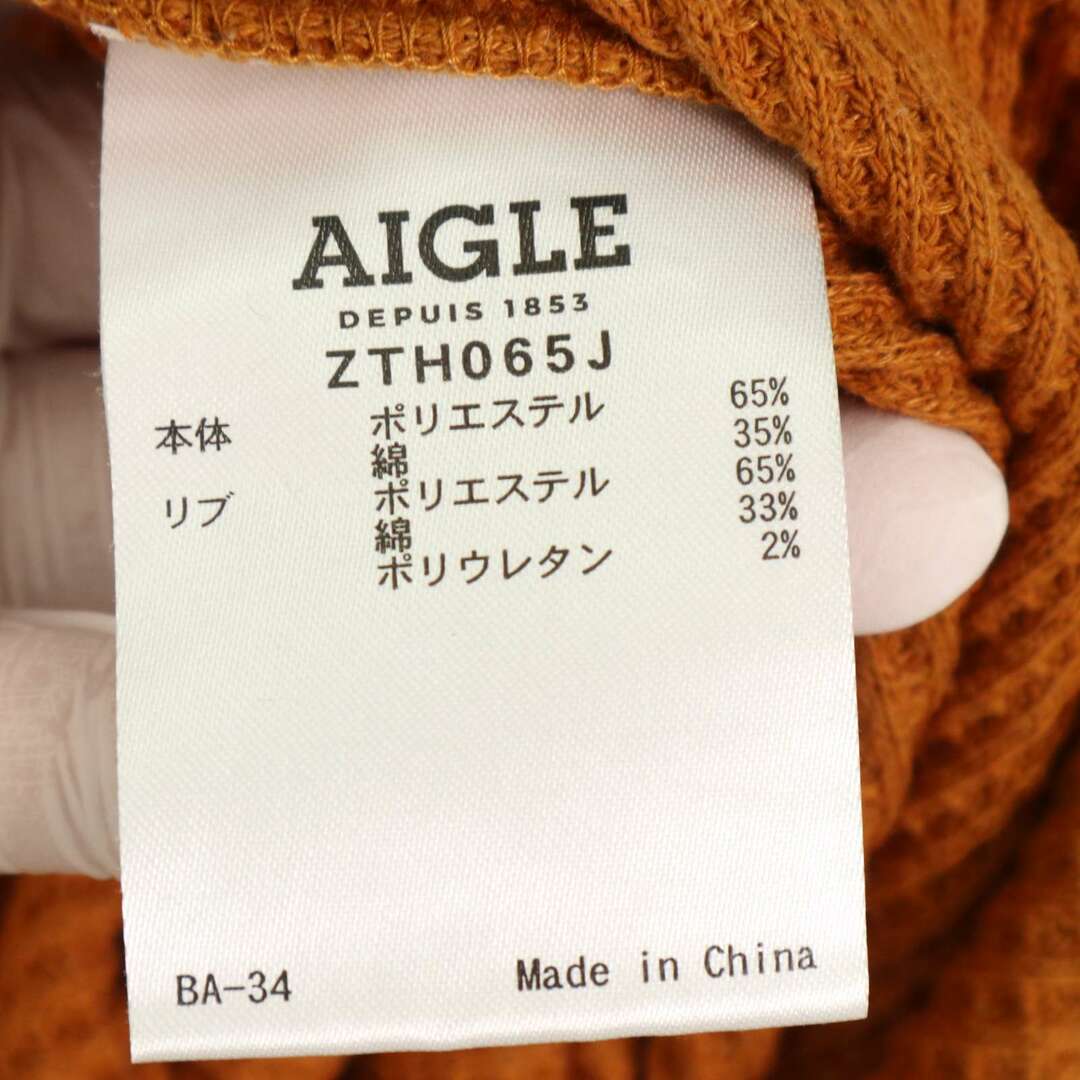 AIGLE
DEPUIS 1853
ZTH065J
本体 ポリエステル 65%
綿 35%
リブ ポリエステル 65%
綿 33%
ポリウレタン 2%
BA-34 Made in China